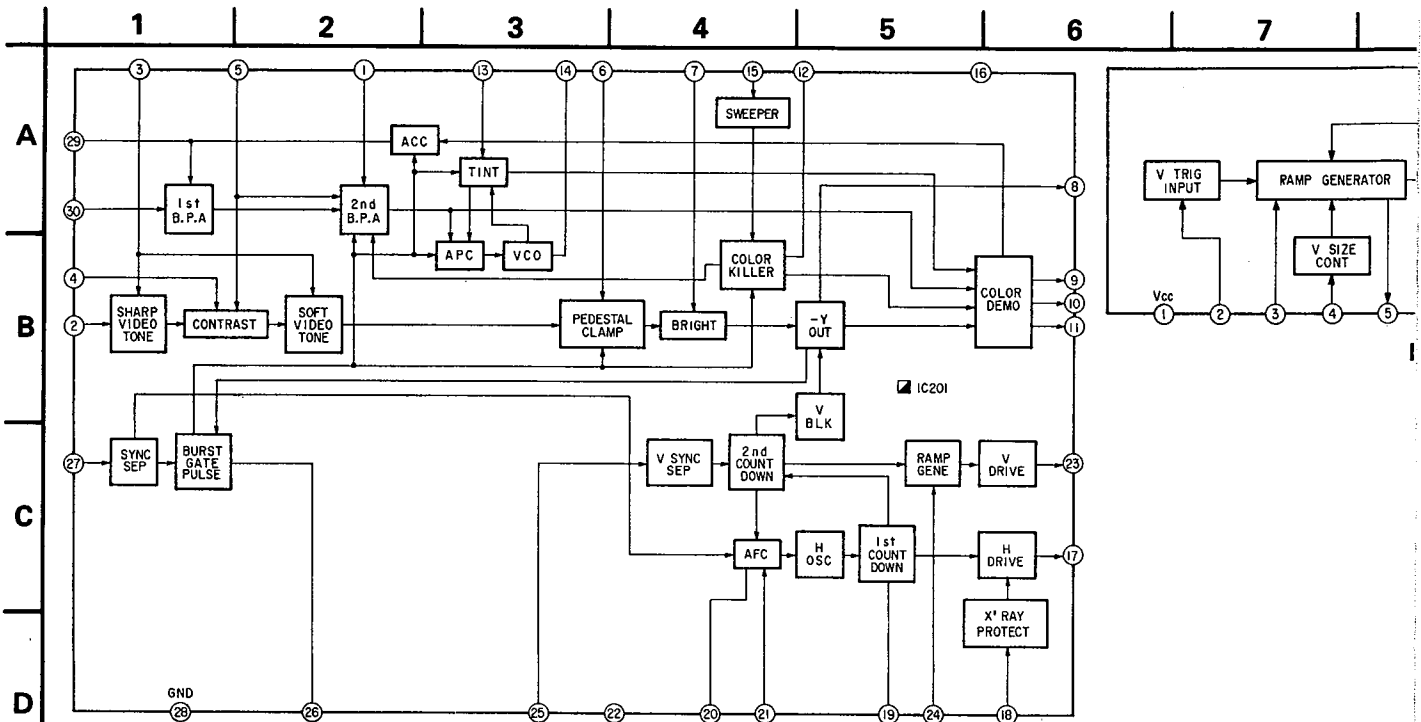 1 2 3 4 5 6 7
3 5 1 13 14 6 7 15 12 16
A
SWEEPER
29
ACC
TINT
V TRIG
INPUT
RAMP GENERATOR
8
30
1st
B.P.A
2nd
B.P.A
APC
VCO
COLOR
KILLER
V SIZE
CONT
4
9
COLOR
DEMO
10
B
2
SHARP
VIDEO
TONE
CONTRAST
SOFT
VIDEO
TONE
PEDESTAL
CLAMP
BRIGHT
-Y
OUT
11
Vcc
1 2 3 4 5
IC201
V
BLK
27
SYNC
SEP
BURST
GATE
PULSE
V SYNC
SEP
2nd
COUNT
DOWN
RAMP
GENE
V
DRIVE
23
C
AFC
H
OSC
1st
COUNT
DOWN
H
DRIVE
17
X' RAY
PROTECT
D
GND
28 26 25 22 20 21 19 24 18